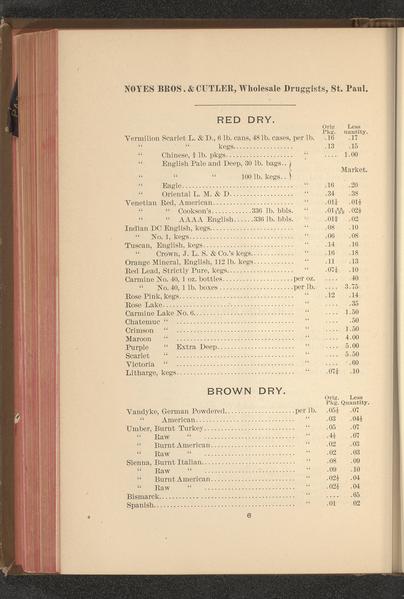 NOYES BROS. & CUTLER, Wholesale Druggists, St. Paul.
RED DRY.
Orig. Less
Pkg. Quantity.
Vermilion Scarlet L. & D., 6 lb. cans, 48 lb. cases, per lb. .16 .17
“ “ kegs “ .13 .15
“ Chinese, ½ lb. pkgs “ .... 1.00
“ English Pale and Deep, 30 lb. bags..} Market.
“ “ “ 100 lb. kegs..}
“ Eagle “ .16 .20
“ Oriental L. M. & D “ .34 .38
Venetian Red, American “ .01¼ .01½
“ “ Cookson's 336 lb. bbls. “ .02½
“ “ AAAA English 336 lb. bbls. “ .02
Indian DC English, kegs “ .08 .10
“ No. 1, kegs “ .06 .08
Tuscan, English, kegs “ .14 .16
“ Crown, J. L. S. & Co.'s kegs “ .16 .18
Orange Mineral, English, 112 lb. kegs “ .11 .13
Red Lead, Strictly Pure, kegs “ .07½ .10
Carmine No. 40, 1 oz. bottles per oz. .... 40
“ No. 40, 1 lb. boxes per lb. .... 3.75
Rose Pink, kegs “ .12 .14
Rose Lake “ .... .35
Carmine Lake No. 6 “ .... 1.50
Chatemuc “ “ .... .50
Crimson “ “ .... 1.50
Maroon “ “ .... 4.00
Purple “ Extra Deep “ .... 5.00
Scarlet “ “ .... 5.50
Victoria “ “ .... .60
Litharge, kegs “ .07½ .10
BROWN DRY.
Orig. Less
Pkg. Quantity.
Vandyke, German Powdered per lb. .05½ .07
“ American “ .03 .04½
Umber, Burnt Turkey “ .05 .07
“ Raw “ “ .4½ .07
“ Burnt American “ .02 .03
“ Raw “ “ .02 .03
Sienna, Burnt Italian “ .08 .09
“ Raw “ “ .09 .10
“ Burnt American “ .02½ .04
“ Raw “ “ .02½ .04
Bismarck “ .... .65
Spanish “ .01 02
6